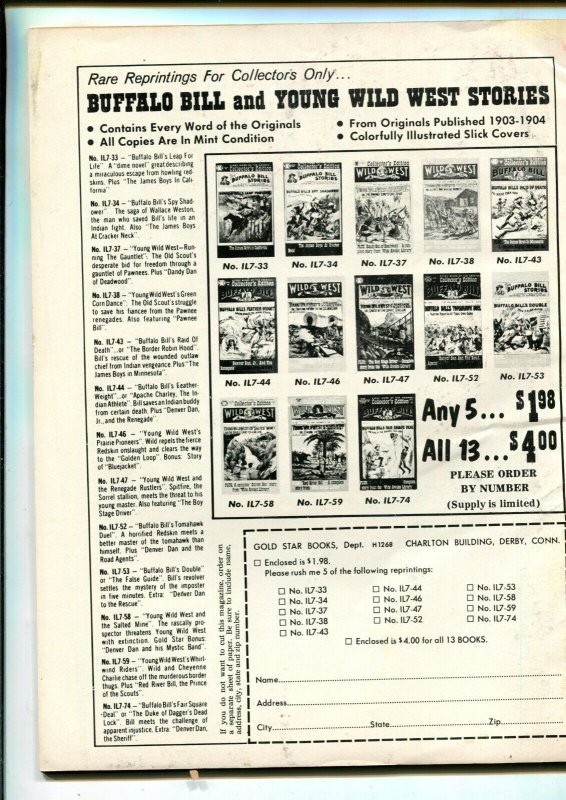 Rare Reprintings For Collectors Only...
BUFFALO BILL and YOUNG WILD WEST STORIES
• Contains Every Word of the Originals
• All Copies Are In Mint Condition
• From Originals Published 1903-1904
• Colorfully Illustrated Slick Covers
No. IL7-33 – "Buffalo Bill's Leap For
Life" A "dime novel" great describing
a miraculous escape from howling red-
skins. Plus "The James Boys In Cali-
fornia"
No. IL7-34 – "Buffalo Bill's Spy Shad-
ower" The saga of Wallace Weston,
the man who saved Bill's life in an
Indian fight. Also "The James Boys
At Cracker Neck".
No. IL7-37 – "Young Wild West—Run-
ning The Gauntlet": The Old Scout's
desperate bid for freedom through a
gauntlet of Pawnees. Plus "Dandy Dan
of Deadwood".
No. IL7-38 – "Young Wild West's Green
Corn Dance". The Old Scout's struggle
to save his fiancee from the Pawnee
renegades. Also featuring "Pawnee
Bill".
No. IL7-43 – "Buffalo Bill's Raid Of
Death"..or "The Border Robin Hood".
Bill's rescue of the wounded outlaw
chief from Indian vengeance. Plus "The
James Boys in Minnesota".
No. IL7-44 – "Buffalo Bill's Feather-
Weight"..or "Apache Charley, The In-
dian Athlete". Bill saves an Indian buddy
from certain death. Plus "Denver Dan,
Jr., and the Renegade".
No. IL7-46 – "Young Wild West's
Prairie Pioneers". Wild repels the fierce
Redskin onslaught and clears the way
to the "Golden Loop". Bonus: Story
of "Bluejacket".
No. IL7-47 – "Young Wild West and
the Renegade Rustlers". Spitfire, the
Sorrel stallion, meets the threat to his
young master. Also featuring "The Boy
Stage Driver".
No. IL7-52 – "Buffalo Bill's Tomahawk
Duel". A horrified Redskin meets a
better master of the tomahawk than
himself. Plus "Denver Dan and the
Road Agents".
No. IL7-53 – "Buffalo Bill's Double"
or "The False Guide". Bill's revolver
settles the mystery of the imposter
in five minutes. Extra: "Denver Dan
to the Rescue".
No. IL7-58 – "Young Wild West and
the Salted Mine". The rascally pro-
spector threatens Young Wild West
with extinction. Gold Star Bonus:
"Denver Dan and his Mystic Band".
No. IL7-59 – "Young Wild West's Whirl-
wind Riders". Wild and Cheyenne
Charlie chase off the murderous border
thugs. Plus "Red River Bill, the Prince
of the Scouts".
No. IL7-74 – "Buffalo Bill's Fair Square
-Deal" or "The Duke of Dagger's Dead
Lock". Bill meets the challenge of
apparent injustice. Extra: "Denver Dan,
the Sheriff".
No. IL7-33
No. IL7-34
No. IL7-37
No. IL7-38
No. IL7-43
No. IL7-44
No. IL7-46
No. IL7-47
No. IL7-52
No. IL7-53
No. IL7-58
No. IL7-59
No. IL7-74
Any 5... $1.98
All 13... $4.00
PLEASE ORDER
BY NUMBER
(Supply is limited)
If you do not want to cut this magazine, order on
a separate sheet of paper. Be sure to include name,
address, city, state and zip number.
GOLD STAR BOOKS, Dept. H1268 CHARLTON BUILDING, DERBY, CONN.
Enclosed is $1.98.
Please rush me 5 of the following reprintings:
No. IL7-33 No. IL7-44 No. IL7-53
No. IL7-34 No. IL7-46 No. IL7-58
No. IL7-37 No. IL7-47 No. IL7-59
No. IL7-38 No. IL7-52 No. IL7-74
No. IL7-43
Enclosed is $4.00 for all 13 BOOKS.
Name
Address
City State Zip